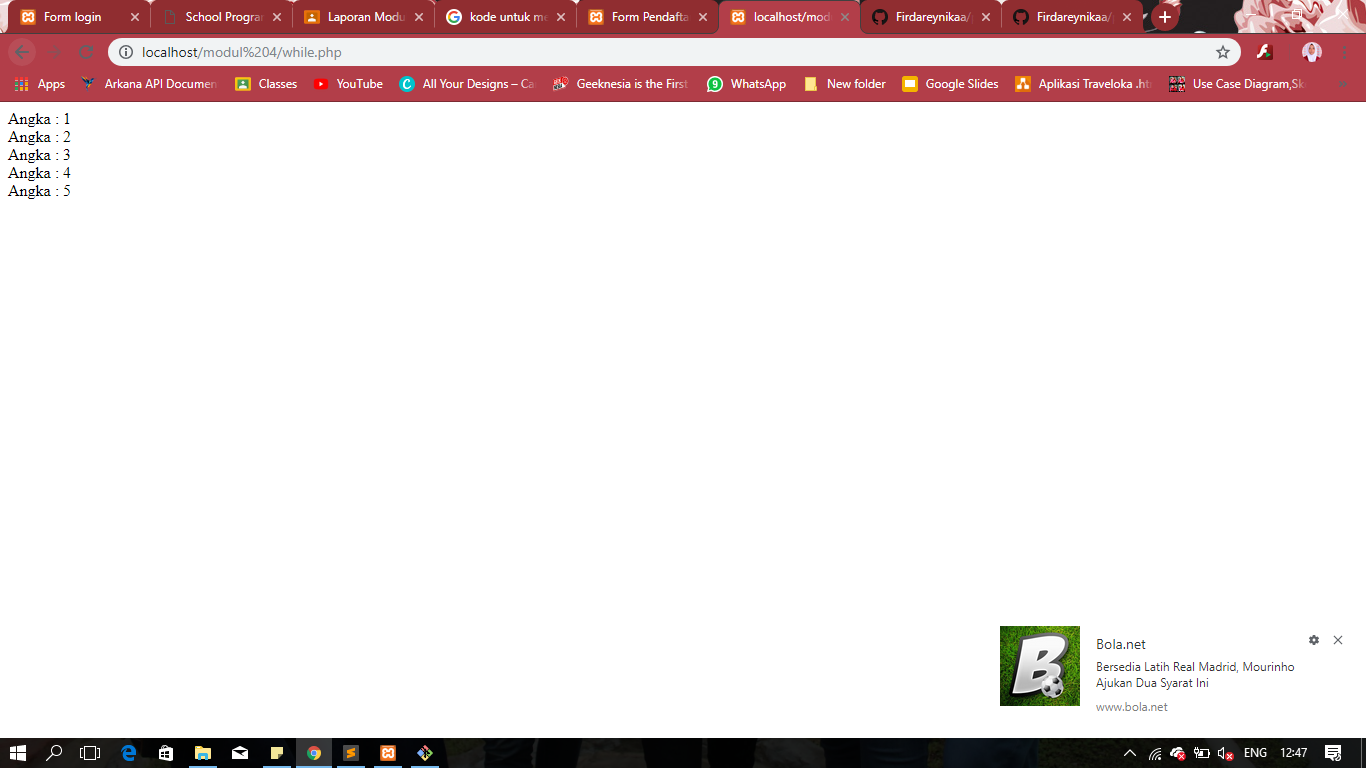 Form login
School Progra
Laporan Modu
kode untuk me
Form Pendafta
localhost/mod
Firdareynikaa/
Firdareynikaa/
localhost/modul%204/while.php
Apps
Arkana API Documen
Classes
YouTube
All Your Designs – Ca
Geeknesia is the First
WhatsApp
New folder
Google Slides
Aplikasi Traveloka .ht
Use Case Diagram,Sk
Angka : 1
Angka : 2
Angka : 3
Angka : 4
Angka : 5
B
Bola.net
Bersedia Latih Real Madrid, Mourinho
Ajukan Dua Syarat Ini
www.bola.net
ENG
12:47